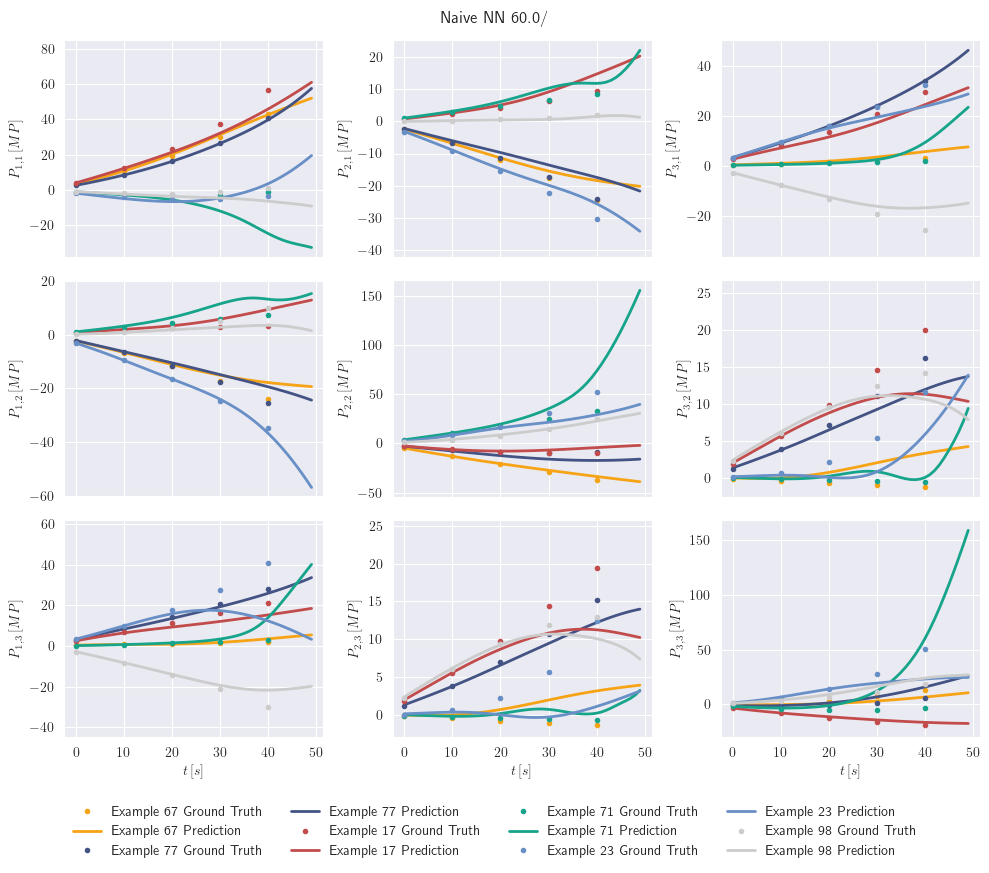 Naive NN 60.0/
80
60
40
20
0
−20
P1,1 [MP]
20
10
0
−10
−20
−30
−40
P2,1 [MP]
40
20
0
−20
P3,1 [MP]
20
0
−20
−40
−60
P1,2 [MP]
150
100
50
0
−50
P2,2 [MP]
25
20
15
10
5
0
P3,2 [MP]
60
40
20
0
−20
−40
P1,3 [MP]
0 10 20 30 40 50
t [s]
25
20
15
10
5
0
P2,3 [MP]
0 10 20 30 40 50
t [s]
150
100
50
0
P3,3 [MP]
0 10 20 30 40 50
t [s]
Example 67 Ground Truth
Example 67 Prediction
Example 77 Ground Truth
Example 77 Prediction
Example 17 Ground Truth
Example 17 Prediction
Example 71 Ground Truth
Example 71 Prediction
Example 23 Ground Truth
Example 23 Prediction
Example 98 Ground Truth
Example 98 Prediction